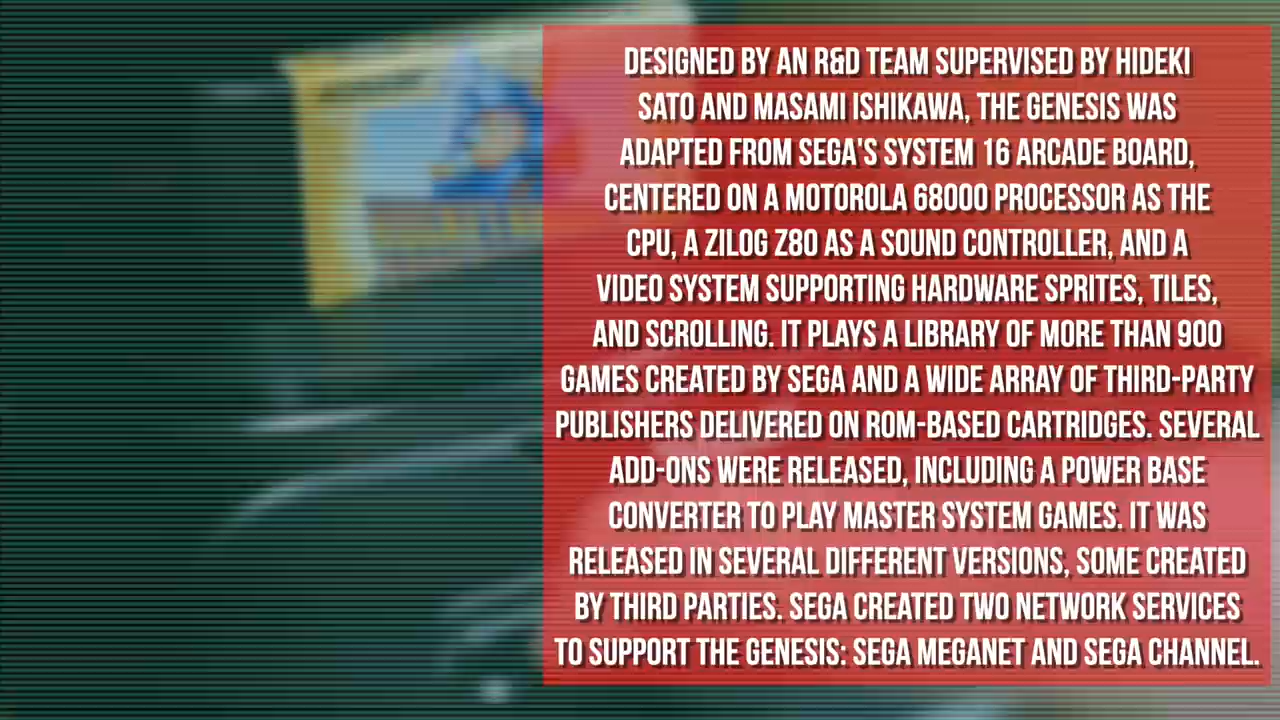 DESIGNED BY AN R&D TEAM SUPERVISED BY HIDEKI
SATO AND MASAMI ISHIKAWA, THE GENESIS WAS
ADAPTED FROM SEGA'S SYSTEM 16 ARCADE BOARD,
CENTERED ON A MOTOROLA 68000 PROCESSOR AS THE
CPU, A ZILOG Z80 AS A SOUND CONTROLLER, AND A
VIDEO SYSTEM SUPPORTING HARDWARE SPRITES, TILES,
AND SCROLLING. IT PLAYS A LIBRARY OF MORE THAN 900
GAMES CREATED BY SEGA AND A WIDE ARRAY OF THIRD-PARTY
PUBLISHERS DELIVERED ON ROM-BASED CARTRIDGES. SEVERAL
ADD-ONS WERE RELEASED, INCLUDING A POWER BASE
CONVERTER TO PLAY MASTER SYSTEM GAMES. IT WAS
RELEASED IN SEVERAL DIFFERENT VERSIONS, SOME CREATED
BY THIRD PARTIES. SEGA CREATED TWO NETWORK SERVICES
TO SUPPORT THE GENESIS: SEGA MEGANET AND SEGA CHANNEL.